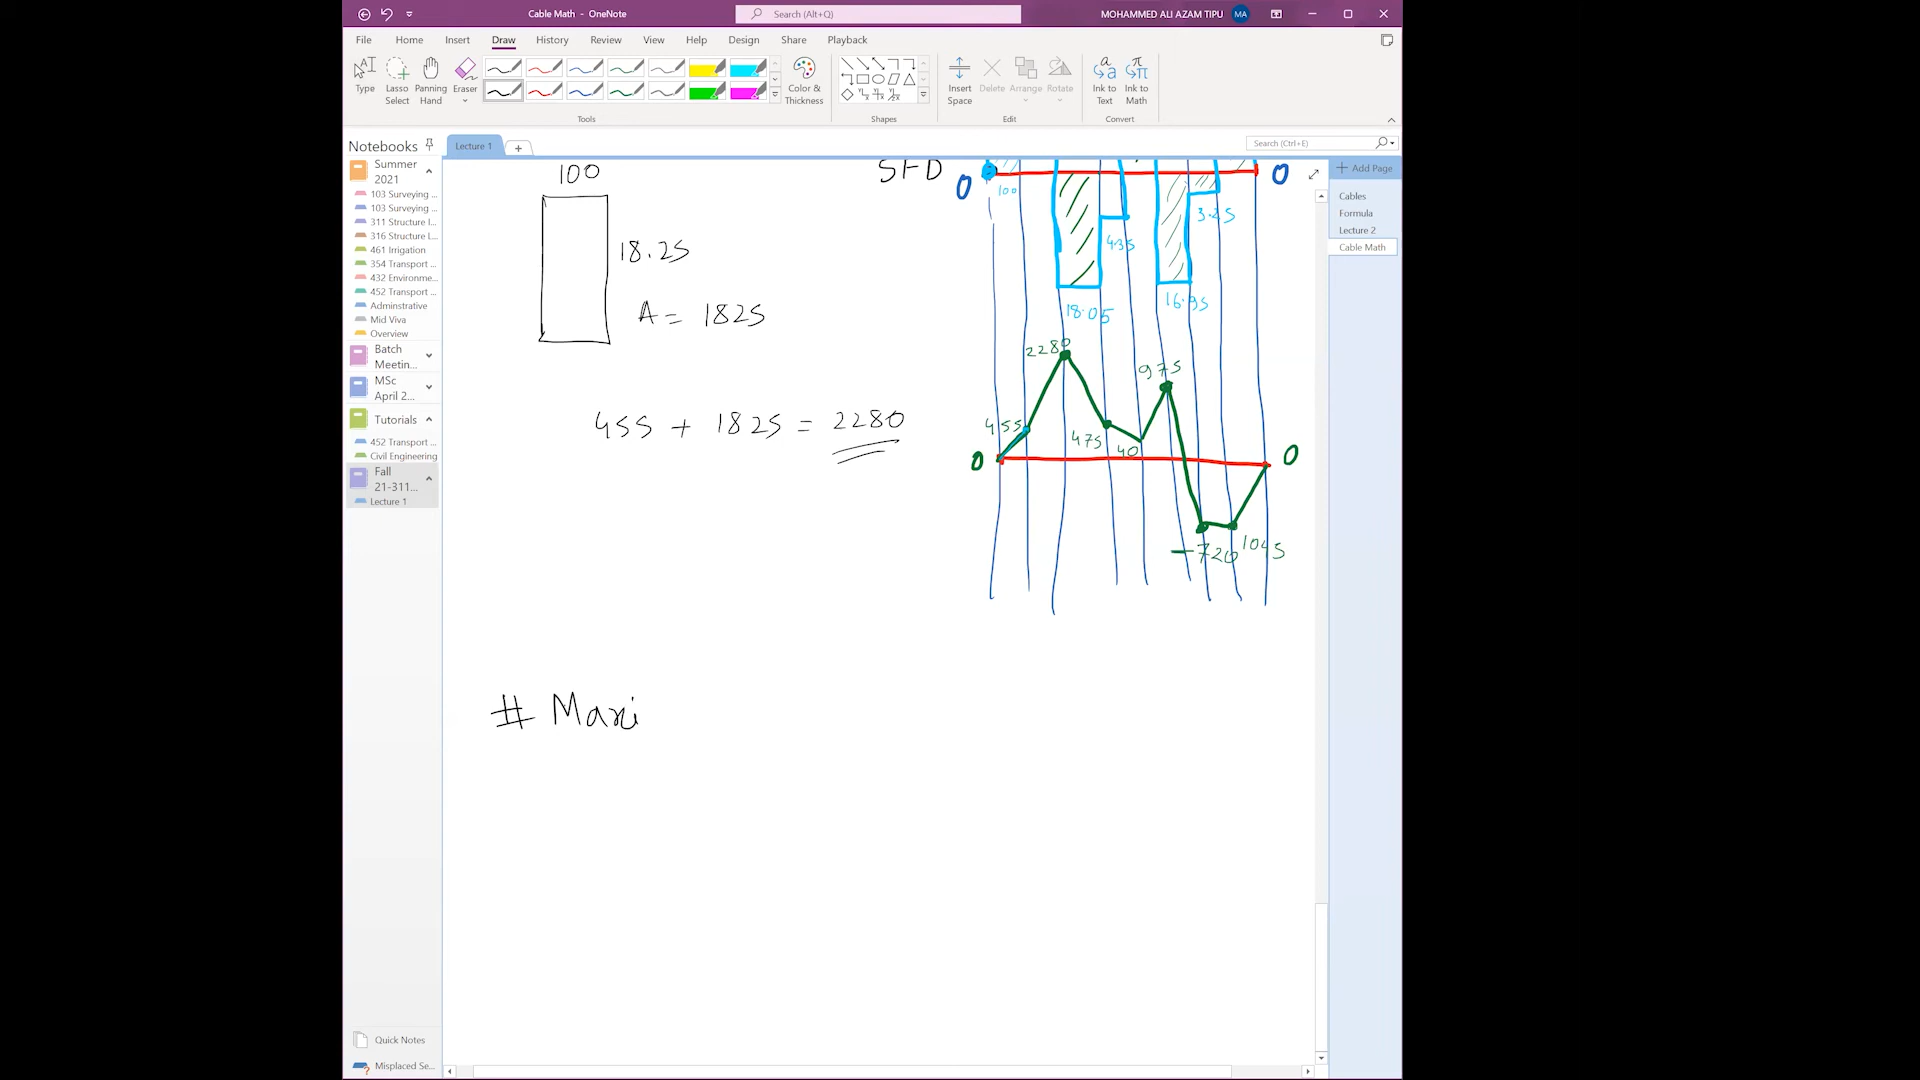 Cable Math - OneNote
Search (Alt+Q)
MOHAMMED ALI AZAM TIPU
MA
File Home Insert Draw History Review View Help Design Share Playback
Type
Lasso Select
Panning Hand
Eraser
Color & Thickness
Insert Space
Delete
Arrange
Rotate
Ink to Text
Ink to Math
Tools
Shapes
Edit
Convert
Notebooks
Lecture 1
Search (Ctrl+E)
Add Page
Summer 2021
103 Surveying ...
103 Surveying ...
311 Structure I...
316 Structure L...
461 Irrigation
354 Transport ...
432 Environme...
452 Transport ...
Adminstrative
Mid Viva
Overview
Batch Meetin...
MSc April 2...
Tutorials
452 Transport ...
Civil Engineering
Fall 21-311...
Lecture 1
Quick Notes
Misplaced Se...
Cables
Formula
Lecture 2
Cable Math
100
18.25
A = 1825
455 + 1825 = 2280
SFD
0
100
0
4.35
3.25
18.05
16.95
2280
975
455
475
40
0
0
-720
1045
# Maxi